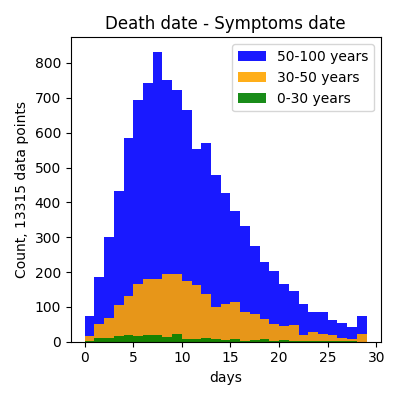 Death date - Symptoms date
50-100 years
30-50 years
0-30 years
Count, 13315 data points
800
700
600
500
400
300
200
100
0
0 5 10 15 20 25 30
days